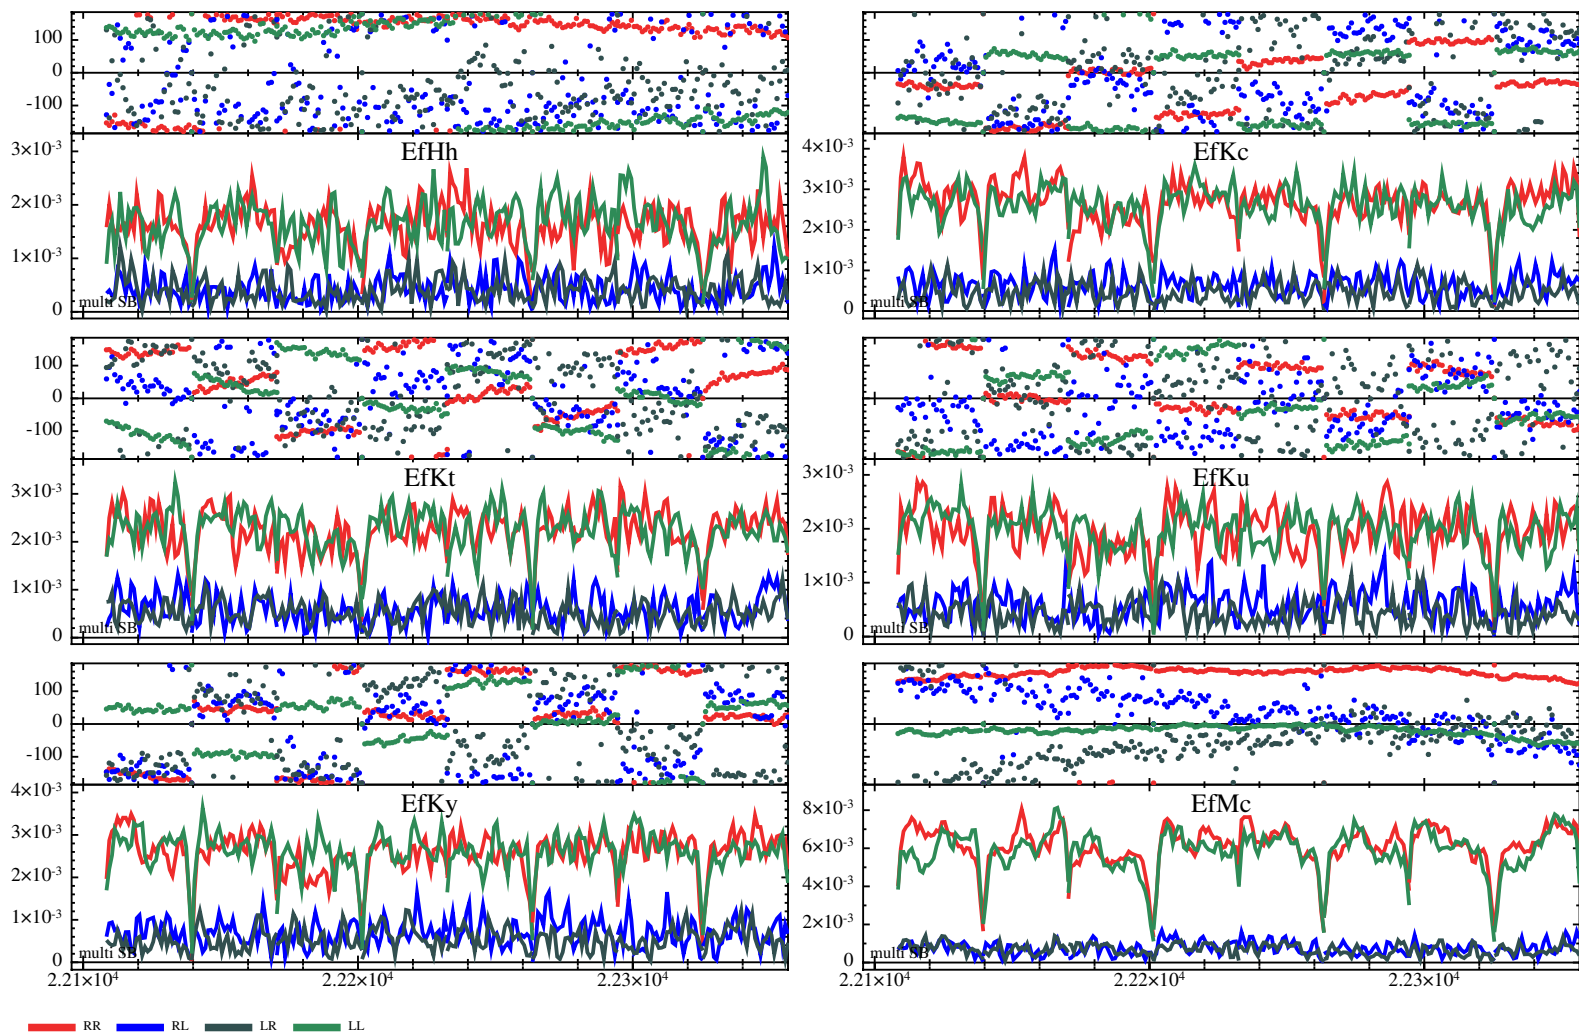 100
0
-100
EfHh
EfKc
3×10⁻³
2×10⁻³
1×10⁻³
0
multi SB
4×10⁻³
3×10⁻³
2×10⁻³
1×10⁻³
0
multi SB
100
0
-100
EfKt
EfKu
3×10⁻³
2×10⁻³
1×10⁻³
0
multi SB
3×10⁻³
2×10⁻³
1×10⁻³
0
multi SB
100
0
-100
EfKy
EfMc
4×10⁻³
3×10⁻³
2×10⁻³
1×10⁻³
0
multi SB
8×10⁻³
6×10⁻³
4×10⁻³
2×10⁻³
0
multi SB
2.21×10⁴ 2.22×10⁴ 2.23×10⁴
2.21×10⁴ 2.22×10⁴ 2.23×10⁴
RR RL LR LL